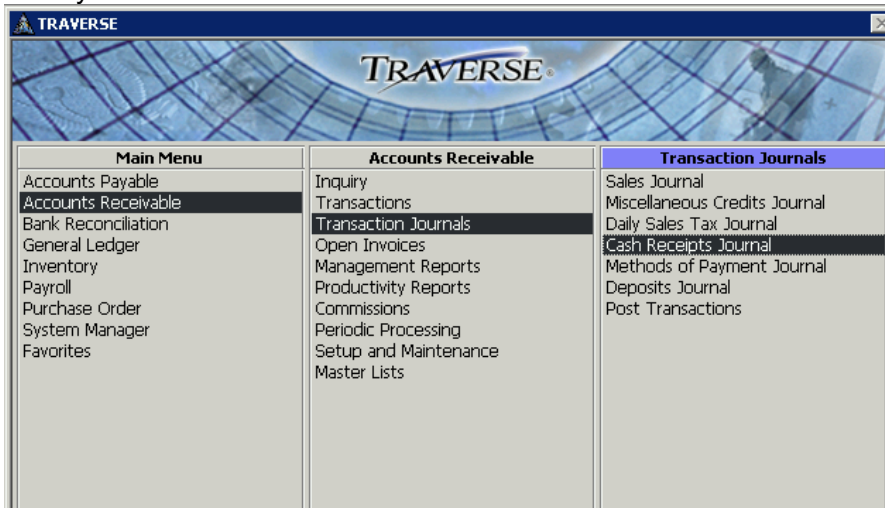 TRAVERSE
TRAVERSE®
Main Menu
Accounts Payable
Accounts Receivable
Bank Reconciliation
General Ledger
Inventory
Payroll
Purchase Order
System Manager
Favorites
Accounts Receivable
Inquiry
Transactions
Transaction Journals
Open Invoices
Management Reports
Productivity Reports
Commissions
Periodic Processing
Setup and Maintenance
Master Lists
Transaction Journals
Sales Journal
Miscellaneous Credits Journal
Daily Sales Tax Journal
Cash Receipts Journal
Methods of Payment Journal
Deposits Journal
Post Transactions